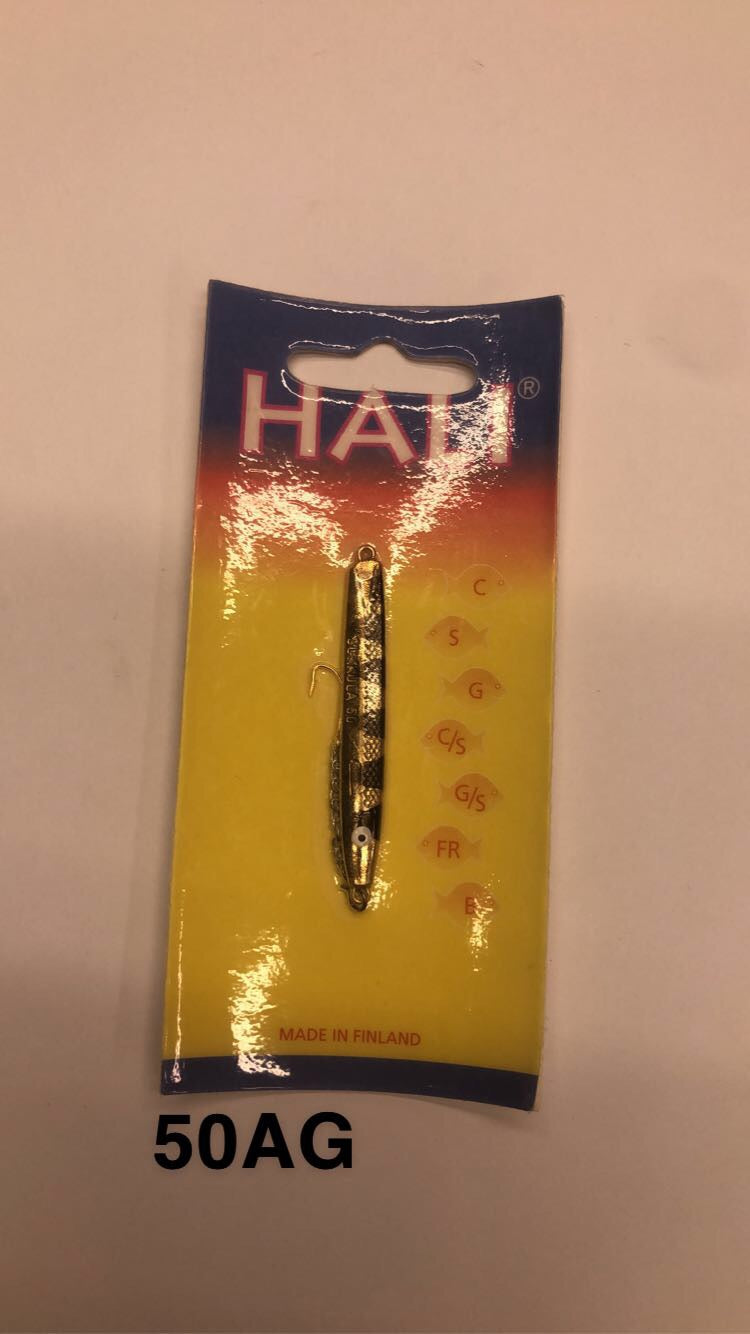 HALI®
C
S
G
C/S
G/S
FR
B
MADE IN FINLAND
50AG